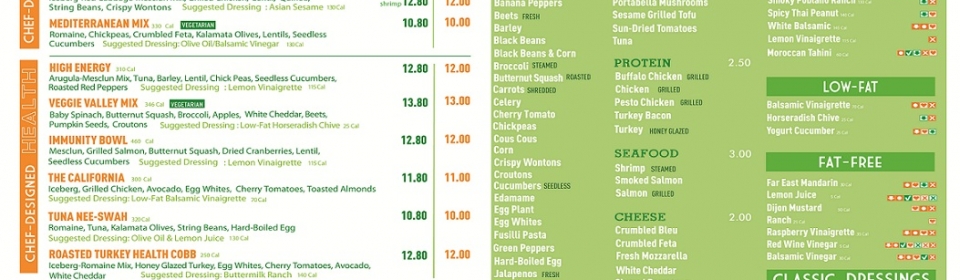 String Beans, Crispy Wontons Suggested Dressing : Asian Sesame 130 Cal
shrimp 12.80
CHEF-D
MEDITERRANEAN MIX 230 Cal VEGETARIAN 10.80 10.00
Romaine, Chickpeas, Crumbled Feta, Kalamata Olives, Lentils, Seedless
Cucumbers Suggested Dressing: Olive Oil/Balsamic Vinegar 130 Cal
CHEF-DESIGNED HEALTH
HIGH ENERGY 310 Cal 12.80 12.00
Arugula-Mesclun Mix, Tuna, Barley, Lentil, Chick Peas, Seedless Cucumbers,
Roasted Red Peppers Suggested Dressing : Lemon Vinaigrette 115 Cal
VEGGIE VALLEY MIX 346 Cal VEGETARIAN 13.80 13.00
Baby Spinach, Butternut Squash, Broccoli, Apples, White Cheddar, Beets,
Pumpkin Seeds, Croutons Suggested Dressing : Low-Fat Horseradish Chive 25 Cal
IMMUNITY BOWL Cal 12.80 12.00
Mesclun, Grilled Salmon, Butternut Squash, Dried Cranberries, Lentil,
Seedless Cucumbers Suggested Dressing : Lemon Vinaigrette 115 Cal
THE CALIFORNIA 309 Cal 11.80 11.00
Iceberg, Grilled Chicken, Avocado, Egg Whites, Cherry Tomatoes, Toasted Almonds
Suggested Dressing: Low-Fat Balsamic Vinaigrette 70 Cal
TUNA NEE-SWAH 320 Cal 10.80 10.00
Romaine, Tuna, Kalamata Olives, String Beans, Hard-Boiled Egg
Suggested Dressing: Olive Oil & Lemon Juice 130 Cal
ROASTED TURKEY HEALTH COBB 350 Cal 12.80 12.00
Iceberg-Romaine Mix, Honey Glazed Turkey, Egg Whites, Cherry Tomatoes, Avocado,
White Cheddar Suggested Dressing: Buttermilk Ranch 140 Cal
Banana Peppers
Beets FRESH
Barley
Black Beans
Black Beans & Corn
Broccoli STEAMED
Butternut Squash ROASTED
Carrots SHREDDED
Celery
Cherry Tomato
Chickpeas
Cous Cous
Corn
Crispy Wontons
Croutons
Cucumbers SEEDLESS
Edamame
Egg Plant
Egg Whites
Fusilli Pasta
Green Peppers
Hard-Boiled Egg
Jalapenos FRESH
Portabella Mushrooms
Sesame Grilled Tofu
Sun-Dried Tomatoes
Tuna
PROTEIN 2.50
Buffalo Chicken GRILLED
Chicken GRILLED
Pesto Chicken GRILLED
Turkey Bacon
Turkey HONEY GLAZED
SEAFOOD 3.00
Shrimp STEAMED
Smoked Salmon
Salmon GRILLED
CHEESE 2.00
Crumbled Bleu
Crumbled Feta
Fresh Mozzarella
White Cheddar
Smoky Poblano Ranch
Spicy Thai Peanut
White Balsamic
Lemon Vinaigrette
Moroccan Tahini
LOW-FAT
Balsamic Vinaigrette
Horseradish Chive
Yogurt Cucumber
FAT-FREE
Far East Mandarin
Lemon Juice
Dijen Mustard
Ranch
Raspberry Vinaigrette
Red Wine Vinegar
Balsamic Vinegar
CLASSIC DRESSINGS